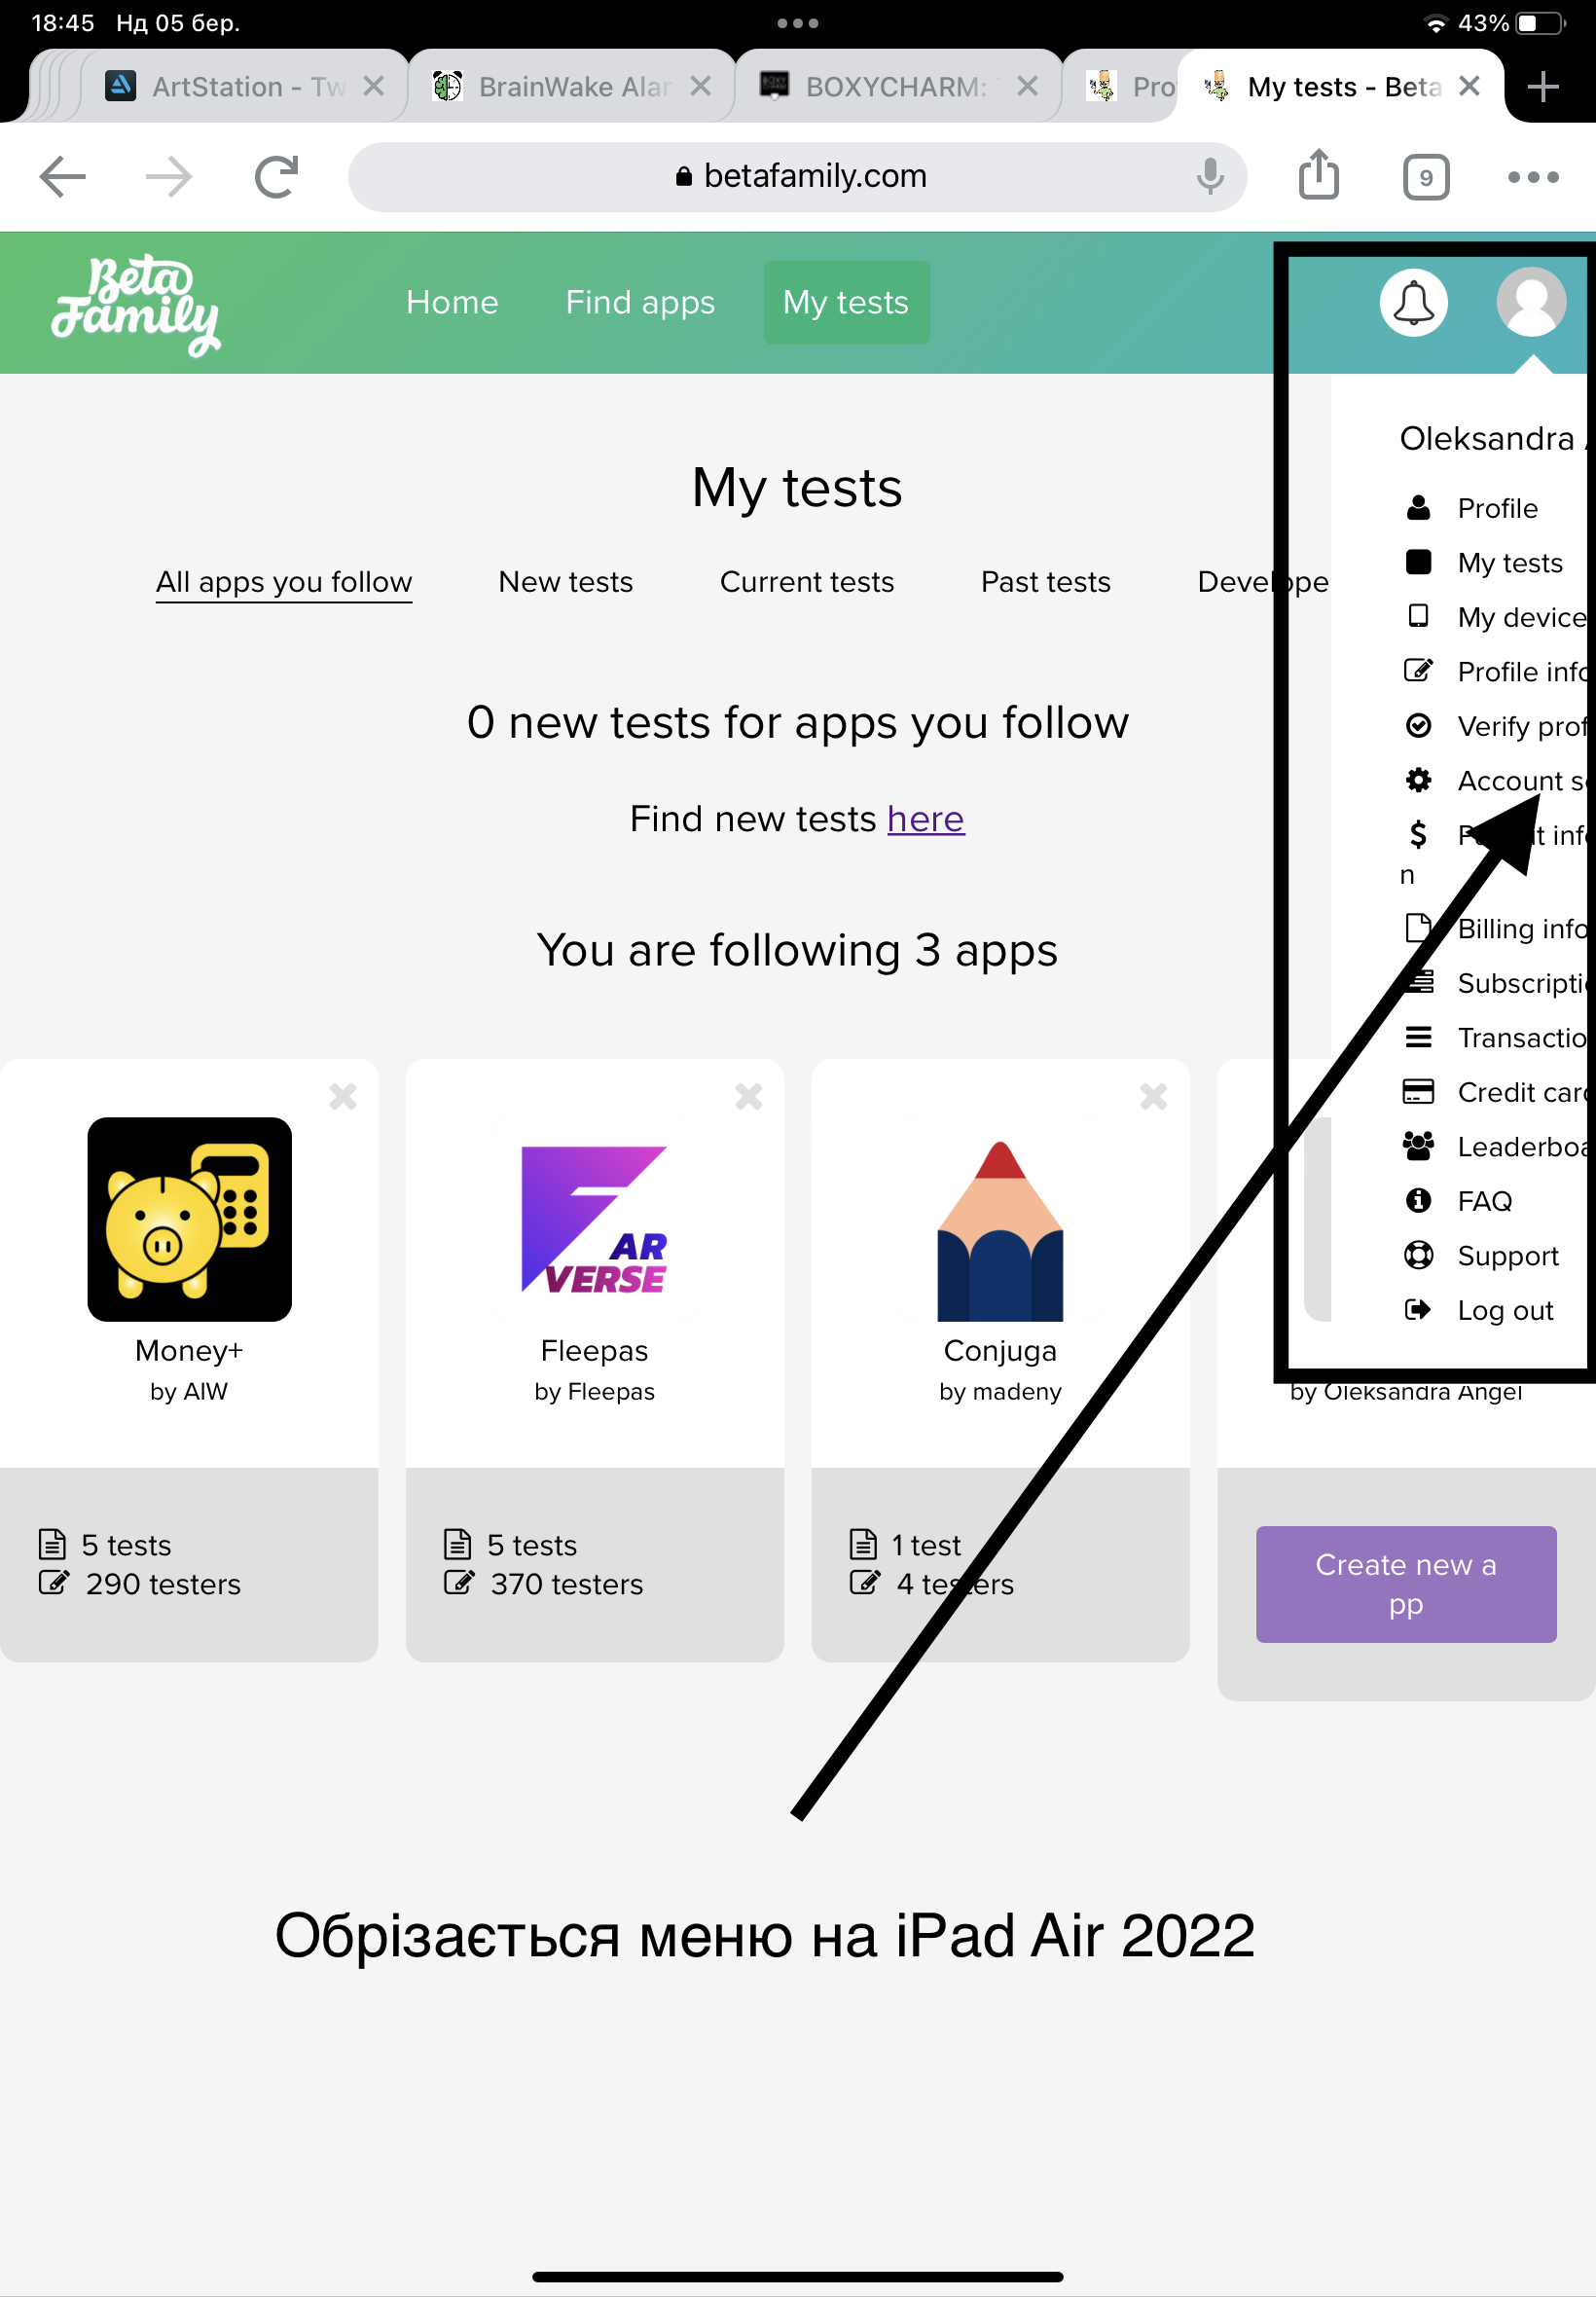 18:45 Нд 05 бер.
43%
ArtStation - Tw
BrainWake Alar
BOXYCHARM:
Pro
My tests - Beta
betafamily.com
9
Beta
Family
Home
Find apps
My tests
Oleksandra
My tests
Profile
My tests
My device
Profile info
Verify prof
Account s
inf
n
Billing info
Subscripti
Transactio
Credit car
Leaderboa
FAQ
Support
Log out
All apps you follow
New tests
Current tests
Past tests
Develope
0 new tests for apps you follow
Find new tests here
You are following 3 apps
AR
VERSE
Money+
by AIW
Fleepas
by Fleepas
Conjuga
by madeny
by Oleksandra Angel
5 tests
290 testers
5 tests
370 testers
1 test
4 testers
Create new a
pp
Обрізається меню на iPad Air 2022